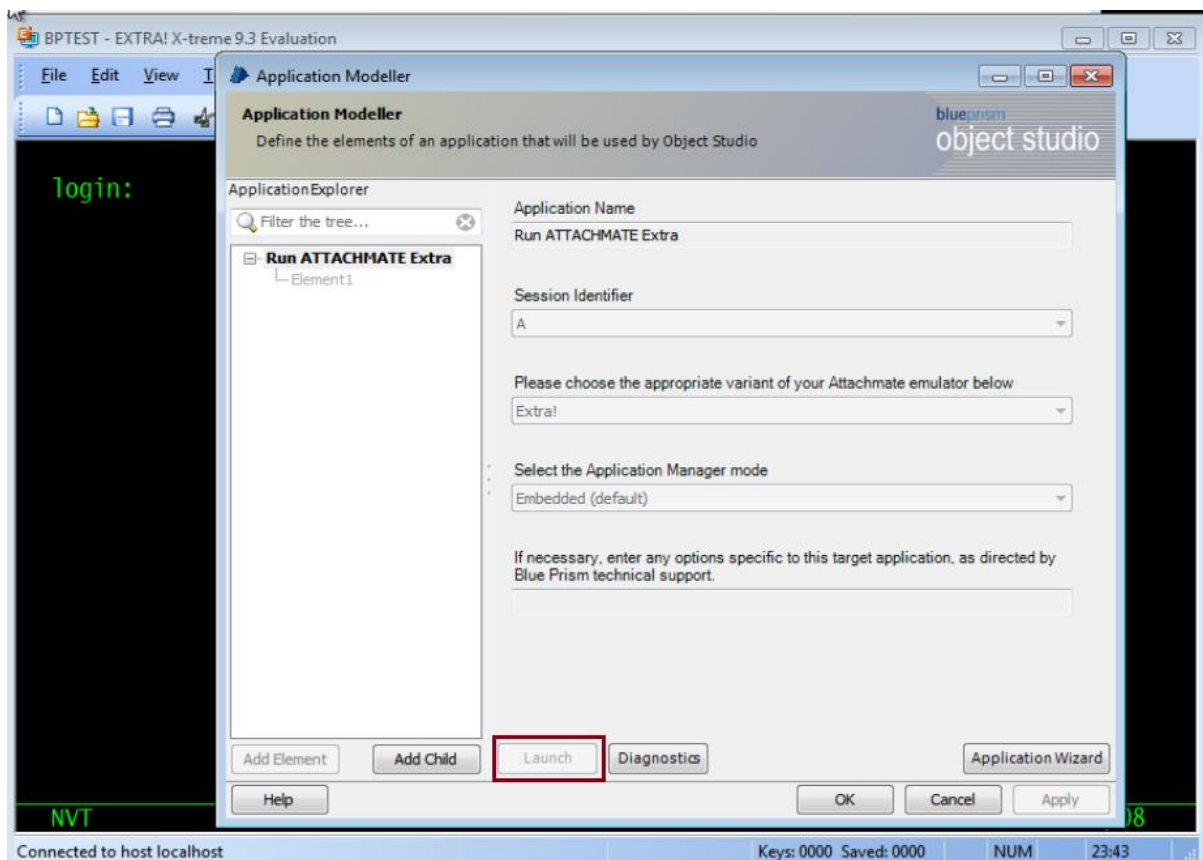 BPTEST - EXTRA! X-treme 9.3 Evaluation
File Edit View T
Application Modeller
Application Modeller
Define the elements of an application that will be used by Object Studio
blueprism
object studio
login:
ApplicationExplorer
Filter the tree...
Run ATTACHMATE Extra
Element1
Application Name
Run ATTACHMATE Extra
Session Identifier
A
Please choose the appropriate variant of your Attachmate emulator below
Extra!
Select the Application Manager mode
Embedded (default)
If necessary, enter any options specific to this target application, as directed by
Blue Prism technical support.
Add Element Add Child Launch Diagnostics Application Wizard
Help OK Cancel Apply
NVT 08
Connected to host localhost Keys: 0000 Saved: 0000 NUM 23:43